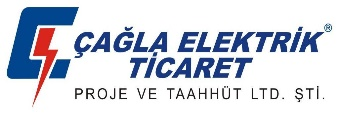 ÇAĞLA ELEKTRİK®
TİCARET
PROJE VE TAAHHÜT LTD. ŞTİ.